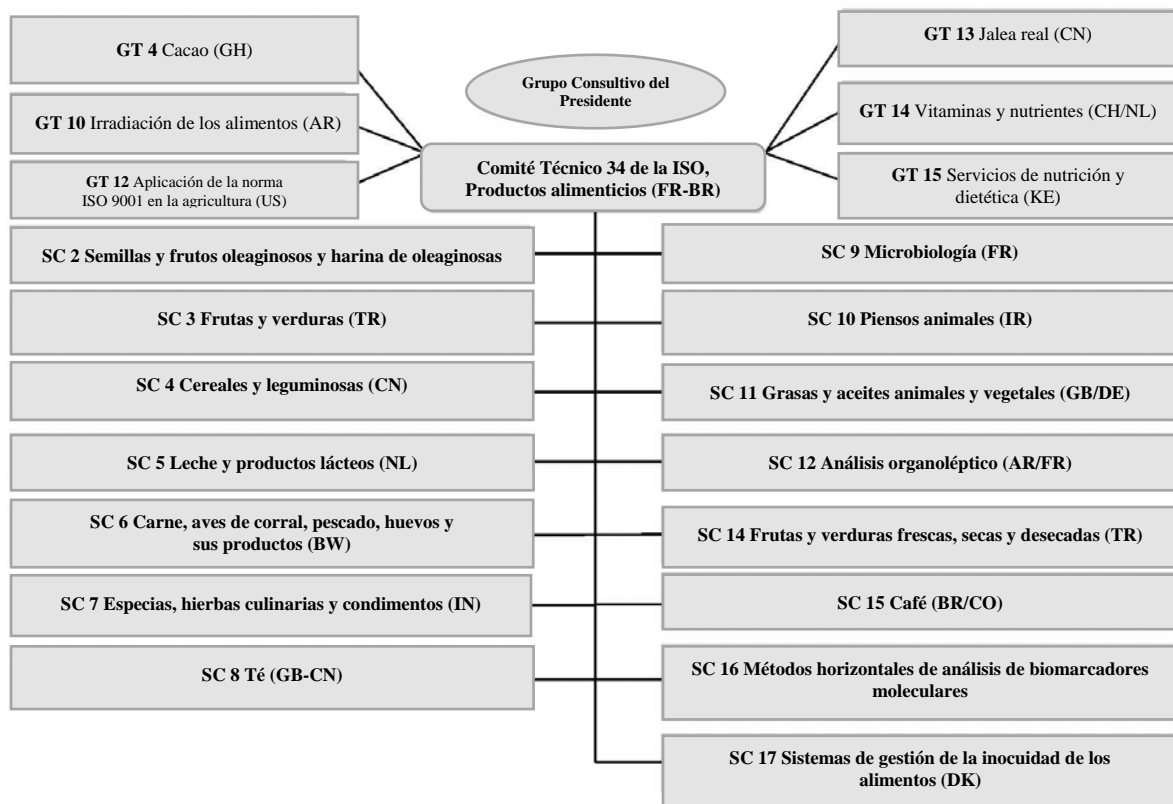 GT 4 Cacao (GH)
GT 10 Irradiación de los alimentos (AR)
GT 12 Aplicación de la norma
ISO 9001 en la agricultura (US)
Grupo Consultivo del
Presidente
Comité Técnico 34 de la ISO,
Productos alimenticios (FR-BR)
GT 13 Jalea real (CN)
GT 14 Vitaminas y nutrientes (CH/NL)
GT 15 Servicios de nutrición y
dietética (KE)
SC 2 Semillas y frutos oleaginosos y harina de oleaginosas
SC 3 Frutas y verduras (TR)
SC 4 Cereales y leguminosas (CN)
SC 5 Leche y productos lácteos (NL)
SC 6 Carne, aves de corral, pescado, huevos y
sus productos (BW)
SC 7 Especias, hierbas culinarias y condimentos (IN)
SC 8 Té (GB-CN)
SC 9 Microbiología (FR)
SC 10 Piensos animales (IR)
SC 11 Grasas y aceites animales y vegetales (GB/DE)
SC 12 Análisis organoléptico (AR/FR)
SC 14 Frutas y verduras frescas, secas y desecadas (TR)
SC 15 Café (BR/CO)
SC 16 Métodos horizontales de análisis de biomarcadores
moleculares
SC 17 Sistemas de gestión de la inocuidad de los
alimentos (DK)